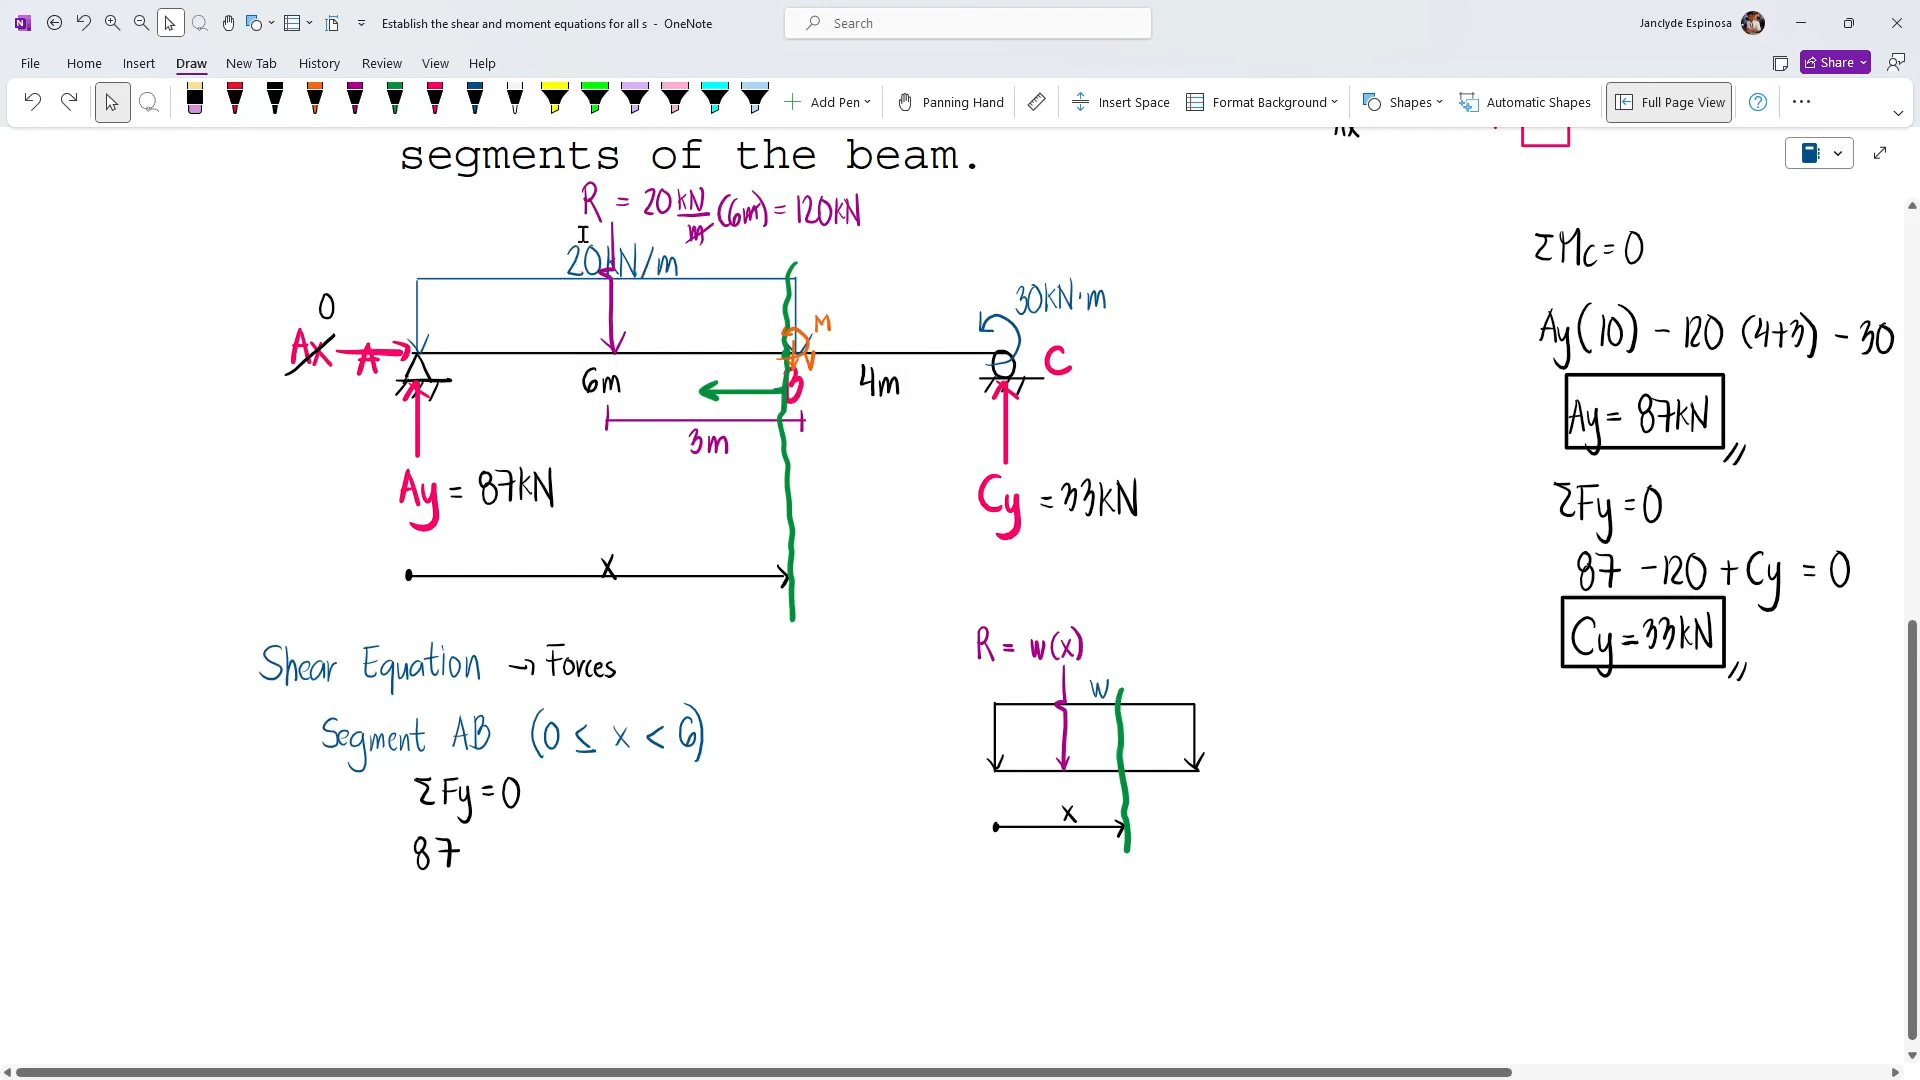 Establish the shear and moment equations for all s - OneNote
Search
Janclyde Espinosa
File Home Insert Draw New Tab History Review View Help
Share
Add Pen Panning Hand Insert Space Format Background Shapes Automatic Shapes Full Page View
segments of the beam.
R = 20 kN/m (6m) = 120kN
20kN/m
0
Ax
A
30kN·m
M
V
B
C
6m
4m
3m
Ay = 87kN
Cy = 33kN
x
Shear Equation → Forces
Segment AB (0 ≤ x < 6)
ΣFy = 0
87
R = w(x)
W
x
Ax
ΣMc = 0
Ay(10) - 120 (4+3) - 30
Ay = 87kN
ΣFy = 0
87 - 120 + Cy = 0
Cy = 33kN